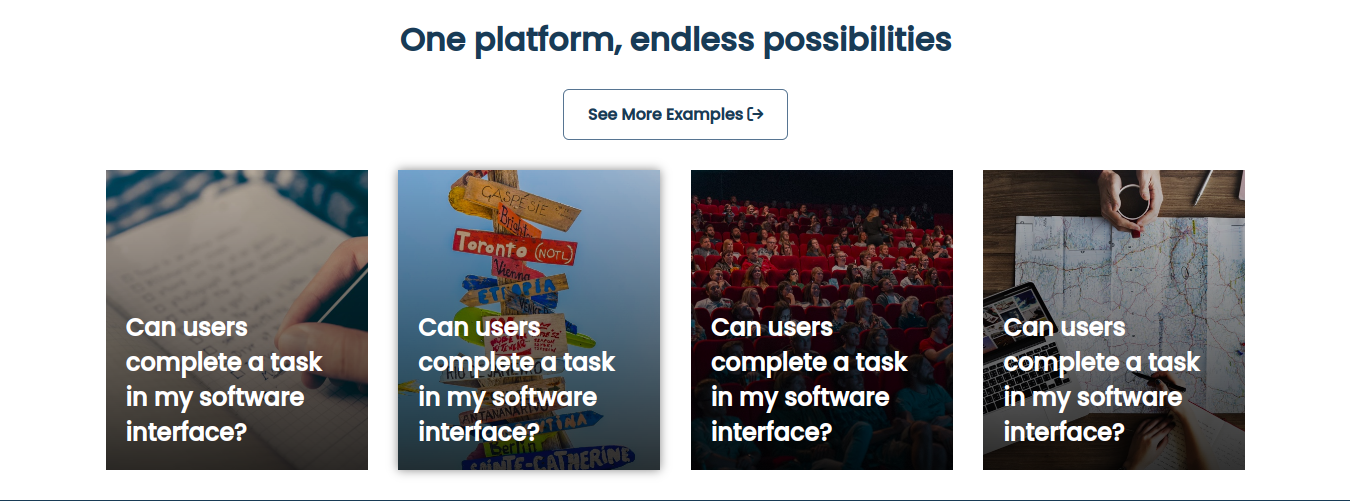 One platform, endless possibilities
See More Examples
Can users
complete a task
in my software
interface?
GASPÉSIE
Toronto (NOTL)
Vienna
Berlin
SAINTE-CATHERINE
Can users
complete a task
in my software
interface?
Can users
complete a task
in my software
interface?
Can users
complete a task
in my software
interface?